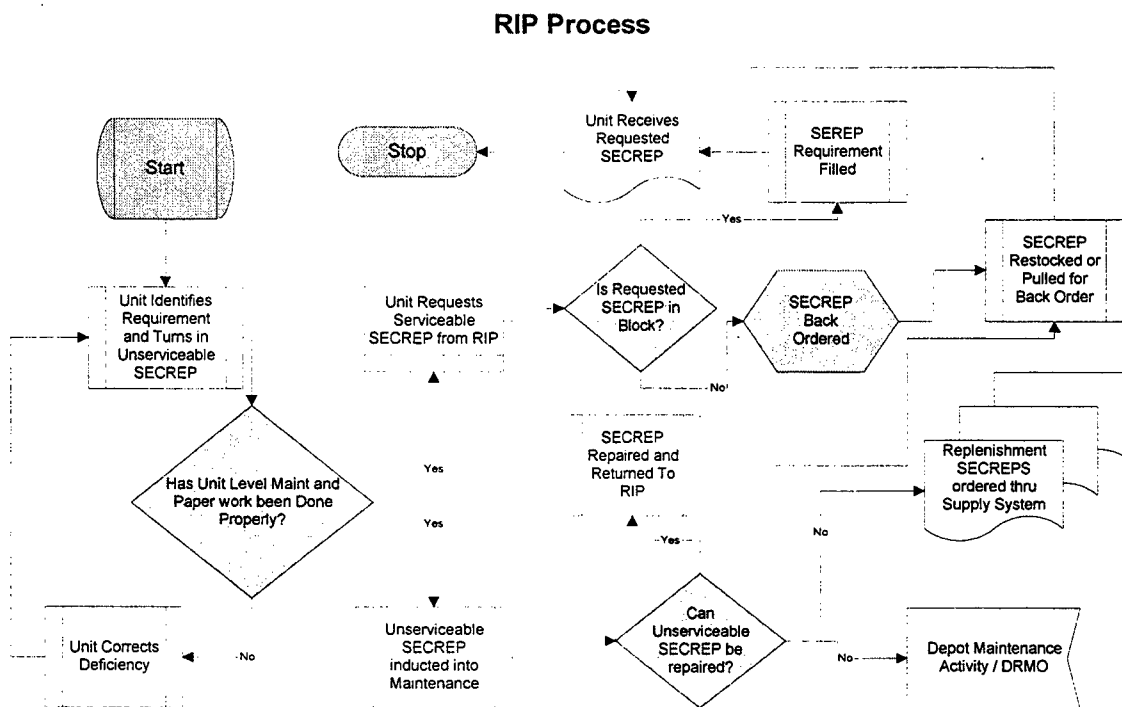 RIP Process
Start
Stop
Unit Receives
Requested
SECREP
SEREP
Requirement
Filled
Yes
Unit Identifies
Requirement
and Turns in
Unserviceable
SECREP
Unit Requests
Serviceable
SECREP from RIP
Is Requested
SECREP in
Block?
SECREP
Back
Ordered
SECREP
Restocked or
Pulled for
Back Order
No
Has Unit Level Maint and
Paper work been Done
Properly?
Yes
Yes
SECREP
Repaired and
Returned To
RIP
Replenishment
SECREPS
ordered thru
Supply System
No
Yes
Unit Corrects
Deficiency
No
Unserviceable
SECREP
inducted into
Maintenance
Can
Unserviceable
SECREP be
repaired?
No
Depot Maintenance
Activity / DRMO